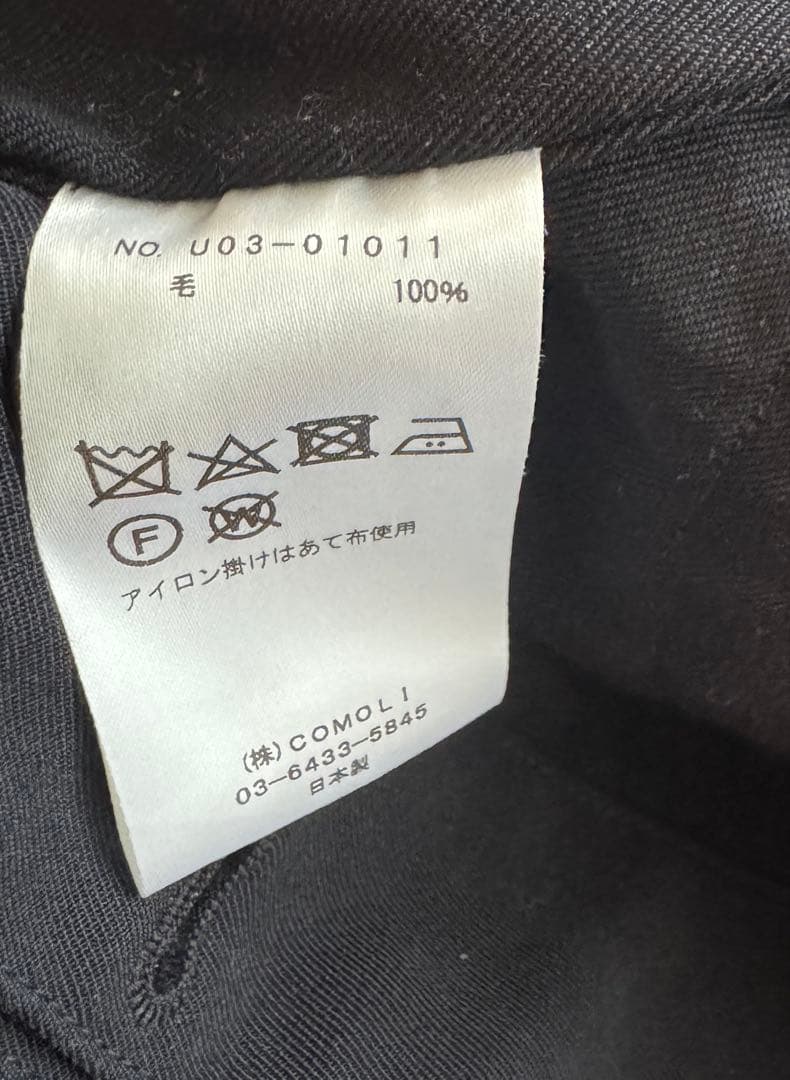 NO. U03-01011
毛 100%
F W
アイロン掛けはあて布使用
(株)COMOLI
03-6433-5845
日本製